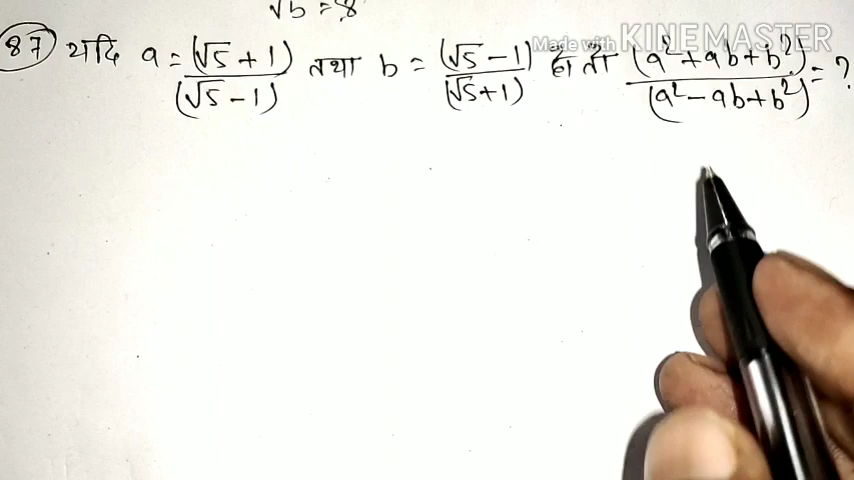 √b = 8
87 यदि a = (√5 + 1)/(√5 - 1) तथा b = (√5 - 1)/(√5 + 1) हो तो (a² + ab + b²)/(a² - ab + b²) = ?
Made with KINEMASTER